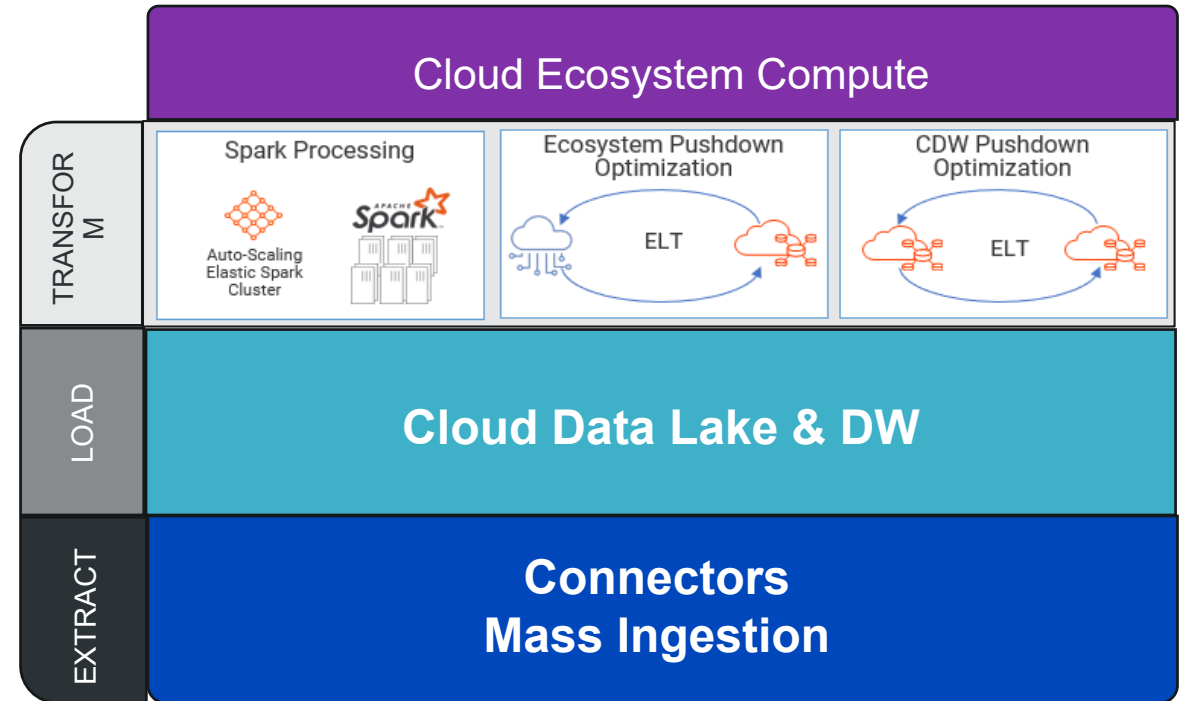 Cloud Ecosystem Compute
TRANSFOR
M
Spark Processing
Auto-Scaling
Elastic Spark
Cluster
APACHE
Spark™
Ecosystem Pushdown
Optimization
ELT
CDW Pushdown
Optimization
ELT
LOAD
Cloud Data Lake & DW
EXTRACT
Connectors
Mass Ingestion